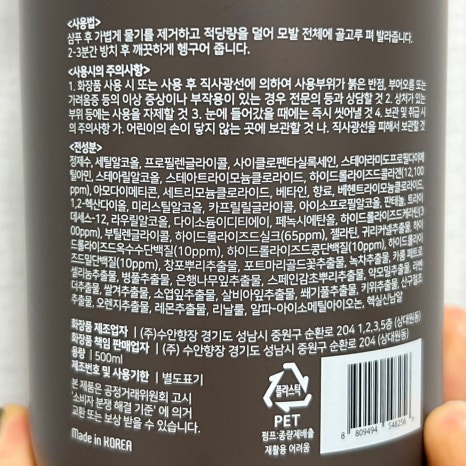 <사용법>
샴푸 후 가볍게 물기를 제거하고 적당량을 덜어 모발 전체에 골고루 펴 발라줍니다.
2-3분간 방치 후 깨끗하게 헹구어 줍니다.
<사용시의 주의사항>
1. 화장품 사용 시 또는 사용 후 직사광선에 의하여 사용부위가 붉은 반점, 부어오름 또는
가려움증 등의 이상 증상이나 부작용이 있는 경우 전문의 등과 상담할 것 2. 상처가 있는
부위 등에는 사용을 자제할 것 3. 눈에 들어갔을 때에는 즉시 씻어낼 것 4. 보관 및 취급 시
의 주의사항 가. 어린이의 손이 닿지 않는 곳에 보관할 것 나. 직사광선을 피해서 보관할 것
<전성분>
정제수, 세틸알코올, 프로필렌글라이콜, 사이클로펜타실록세인, 스테아라미도프로필다이메
틸아민, 스테아릴알코올, 스테아트라이모늄클로라이드, 하이드롤라이즈드콜라겐(12,100
ppm), 아모다이메티콘, 세트리모늄클로라이드, 베타인, 향료, 베헨트라이모늄클로라이드,
1,2-헥산다이올, 미리스틸알코올, 카프릴릴글라이콜, 아이소프로필알코올, 판테놀, 트라이
데세스-12, 라우릴알코올, 다이소듐이디티에이, 페녹시에탄올, 하이드롤라이즈드케라틴(3
00ppm), 부틸렌글라이콜, 하이드롤라이즈드실크(65ppm), 젤라틴, 귀리커넬추출물, 하이드
롤라이즈드옥수수단백질(10ppm), 하이드롤라이즈드콩단백질(10ppm), 하이드롤라이
즈드밀단백질(10ppm), 창포뿌리추출물, 포트마리골드꽃추출물, 녹차추출물, 카름 페트로
셀리눔추출물, 병풀추출물, 은행나무잎추출물, 스페인감초뿌리추출물, 약모밀추출물, 라벤
더추출물, 쌀겨추출물, 소엽잎추출물, 살비아잎추출물, 쐐기풀추출물, 키위추출물, 산구절초
추출물, 오렌지추출물, 레몬추출물, 리날룰, 알파-아이소메틸아이오논, 헥실신남알
화장품 제조업자 | (주)수안향장 경기도 성남시 중원구 순환로 204 1,2,3,5층 (상대원동)
화장품 책임 판매업자 | (주)수안향장 경기도 성남시 중원구 순환로 204 (상대원동)
용량 | 500ml
제조번호 및 사용기한 | 별도표기
본 제품은 공정거래위원회 고시
'소비자 분쟁 해결 기준' 에 의거
교환 또는 보상 받을 수 있습니다.
Made in KOREA
플라스틱
PET
펌프:종량제배출
재활용 어려움
8 809494 548256